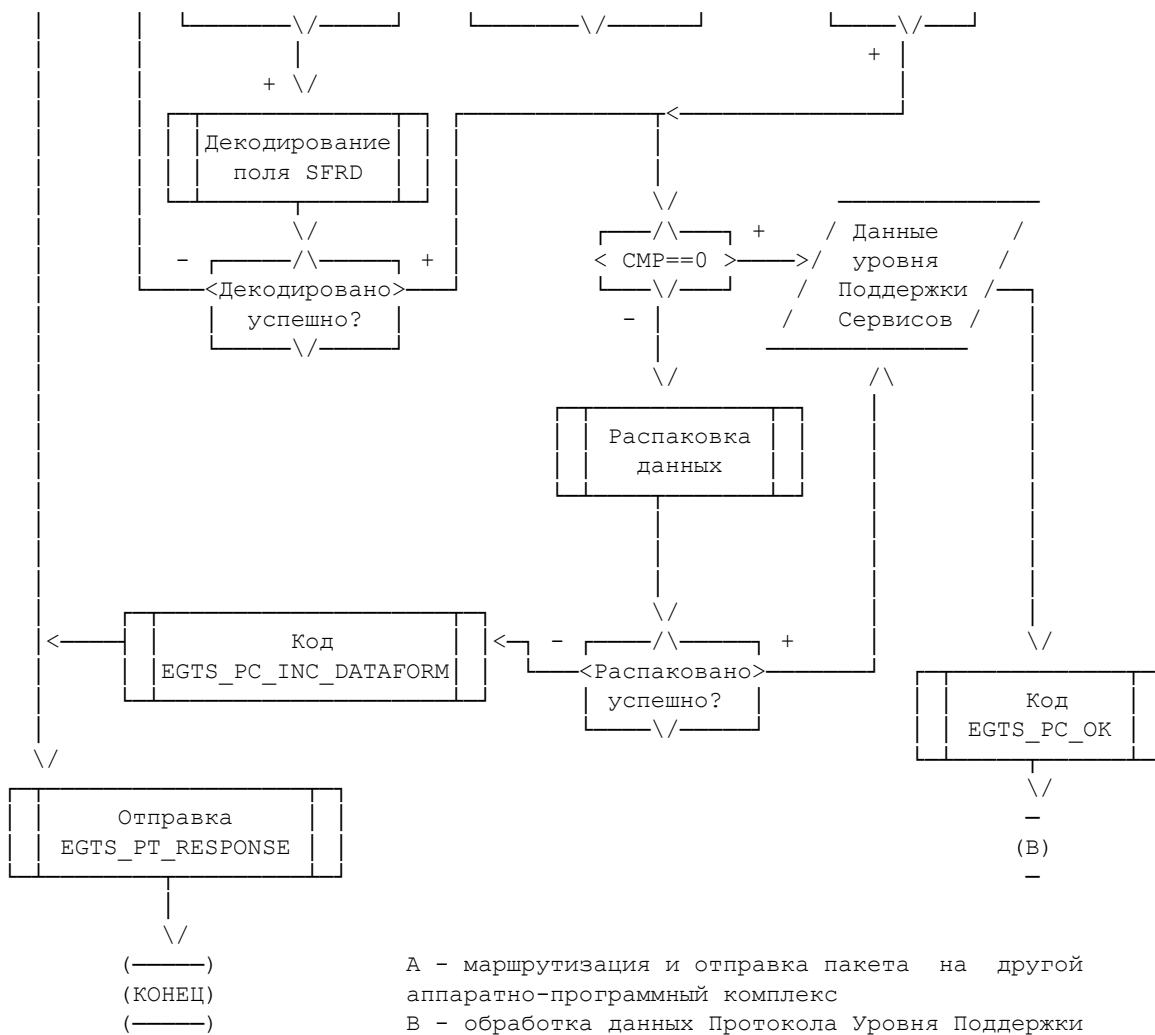 +
+
Декодирование
поля SFRD
- +
<Декодировано>
успешно?
+
< CMP==0 >
-
Данные
уровня
Поддержки
Сервисов
Распаковка
данных
- +
<Распаковано>
успешно?
Код
EGTS_PC_INC_DATAFORM
Код
EGTS_PC_OK
Отправка
EGTS_PT_RESPONSE
(B)
(КОНЕЦ)
A - маршрутизация и отправка пакета на другой
аппаратно-программный комплекс
B - обработка данных Протокола Уровня Поддержки